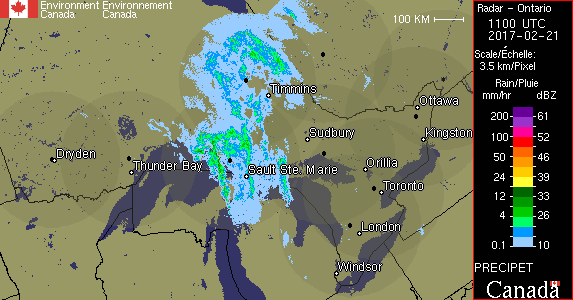 Environment Environnement
Canada Canada
100 KM
Timmins
Ottawa
Sudbury
Kingston
Dryden
Thunder Bay
Sault Ste. Marie
Orillia
Toronto
London
Windsor
Radar - Ontario
1100 UTC
2017-02-21
Scale/Échelle:
3.5 km/Pixel
Rain/Pluie
mm/hr dBZ
200 61
100 52
50 46
24 39
12 33
4 26
0.1 10
PRECIPET
Canada